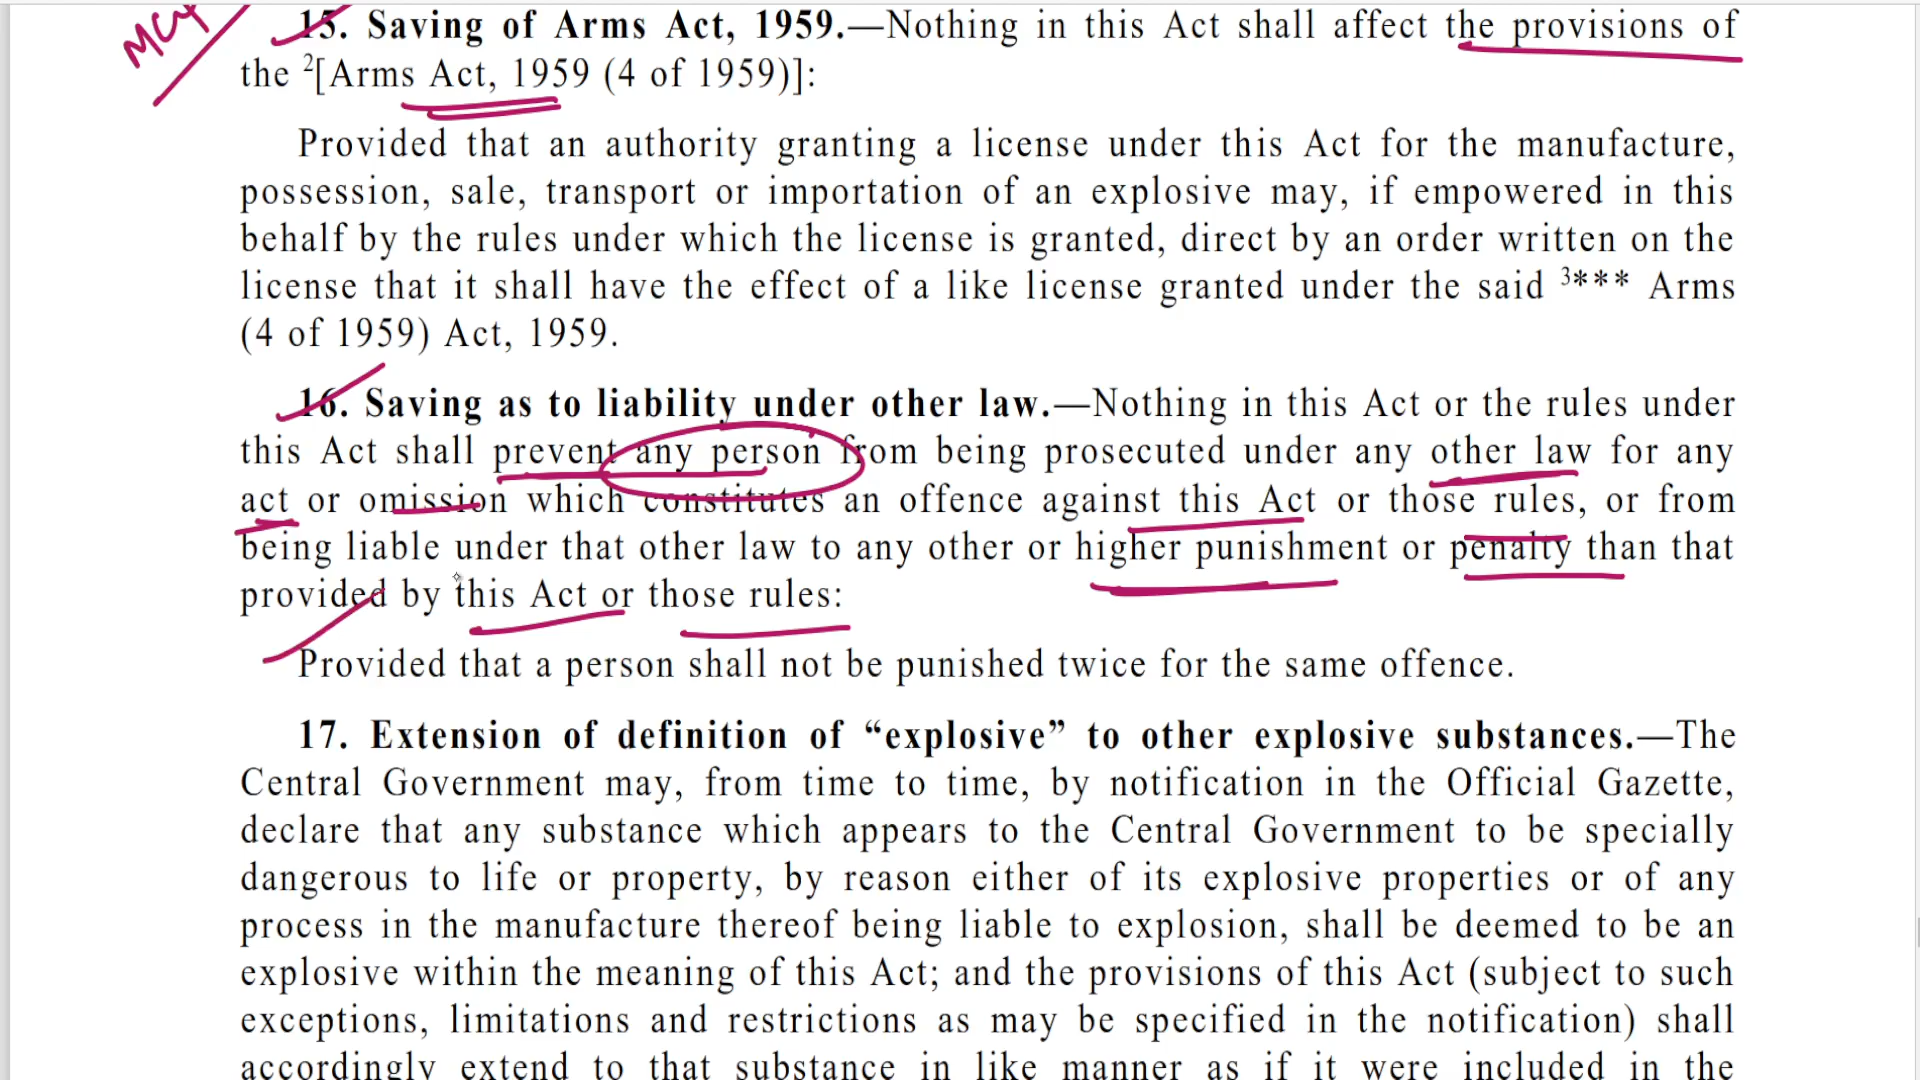 MCQ
15. Saving of Arms Act, 1959.—Nothing in this Act shall affect the provisions of
the 2[Arms Act, 1959 (4 of 1959)]:
Provided that an authority granting a license under this Act for the manufacture,
possession, sale, transport or importation of an explosive may, if empowered in this
behalf by the rules under which the license is granted, direct by an order written on the
license that it shall have the effect of a like license granted under the said 3*** Arms
(4 of 1959) Act, 1959.
16. Saving as to liability under other law.—Nothing in this Act or the rules under
this Act shall prevent any person from being prosecuted under any other law for any
act or omission which constitutes an offence against this Act or those rules, or from
being liable under that other law to any other or higher punishment or penalty than that
provided by this Act or those rules:
Provided that a person shall not be punished twice for the same offence.
17. Extension of definition of “explosive” to other explosive substances.—The
Central Government may, from time to time, by notification in the Official Gazette,
declare that any substance which appears to the Central Government to be specially
dangerous to life or property, by reason either of its explosive properties or of any
process in the manufacture thereof being liable to explosion, shall be deemed to be an
explosive within the meaning of this Act; and the provisions of this Act (subject to such
exceptions, limitations and restrictions as may be specified in the notification) shall
accordingly extend to that substance in like manner as if it were included in the